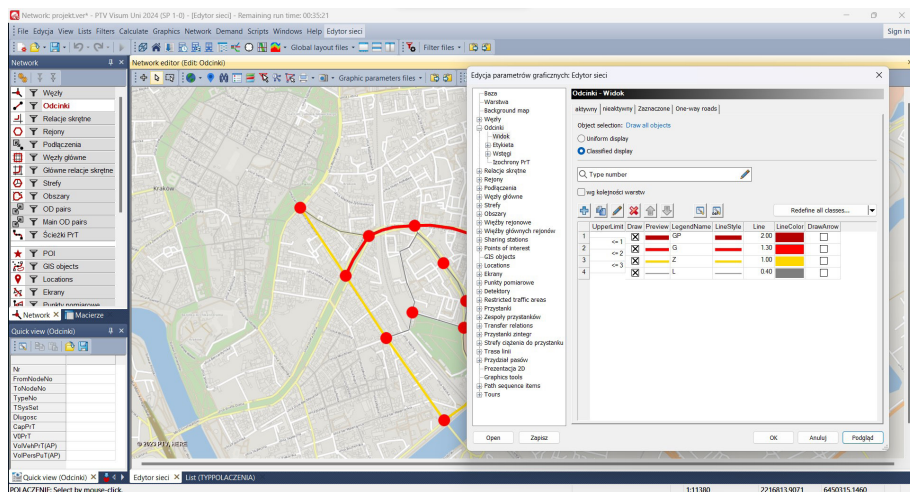 Network: projekt.ver* - PTV Visum Uni 2024 (SP 1-0) - [Edytor sieci] - Remaining run time: 00:35:21
File Edycja View Lists Filters Calculate Graphics Network Demand Scripts Windows Help Edytor sieci Sign in
Global layout files Filter files
Network
Network editor (Edit: Odcinki)
Graphic parameters files
Węzły
Odcinki
Relacje skrętne
Rejony
Podłączenia
Węzły główne
Główne relacje skrętne
Strefy
Obszary
OD pairs
Main OD pairs
Ścieżki PrT
POI
GIS objects
Locations
Ekrany
Punkty pomiarowe
Network Macierze
Quick view (Odcinki)
Nr
FromNodeNo
ToNodeNo
TypeNo
TSysSet
Dlugosc
CapPrT
V0PrT
VolVehPrT(AP)
VolPersPuT(AP)
Kraków
© 2023 PTV, HERE
Edycja parametrów graficznych: Edytor sieci
Baza
Warstwa
Background map
Węzły
Odcinki
Widok
Etykieta
Wstęgi
Izochrony PrT
Relacje skrętne
Rejony
Podłączenia
Węzły główne
Strefy
Obszary
Więźby rejonowe
Więźby głównych rejonów
Sharing stations
Points of interest
GIS objects
Locations
Ekrany
Punkty pomiarowe
Detektory
Restricted traffic areas
Przystanki
Zespoły przystanków
Transfer relations
Przystanki zintegr
Strefy ciążenia do przystanku
Trasa linii
Przydział pasów
Prezentacja 2D
Graphics tools
Path sequence items
Tours
Odcinki - Widok
aktywny nieaktywny Zaznaczone One-way roads
Object selection: Draw all objects
Uniform display
Classified display
Type number
wg kolejności warstw
Redefine all classes...
UpperLimit Draw Preview LegendName LineStyle Line LineColor DrawArrow
1 GP 2.00
<= 1
2 G 1.30
<= 2
3 Z 1.00
<= 3
4 L 0.40
Open Zapisz OK Anuluj Podgląd
Quick view (Odcinki) Edytor sieci List (TYPPOLACZENIA)
POLACZENIE: Select by mouse-click. 1:11380 2216813.9071 6450315.1460